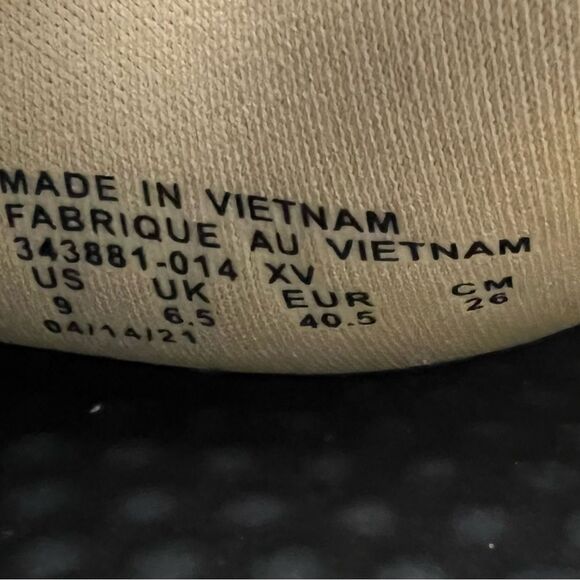 MADE IN VIETNAM
FABRIQUE AU VIETNAM
343881-014 XV
US UK EUR CM
9 6.5 40.5 26
04/14/21